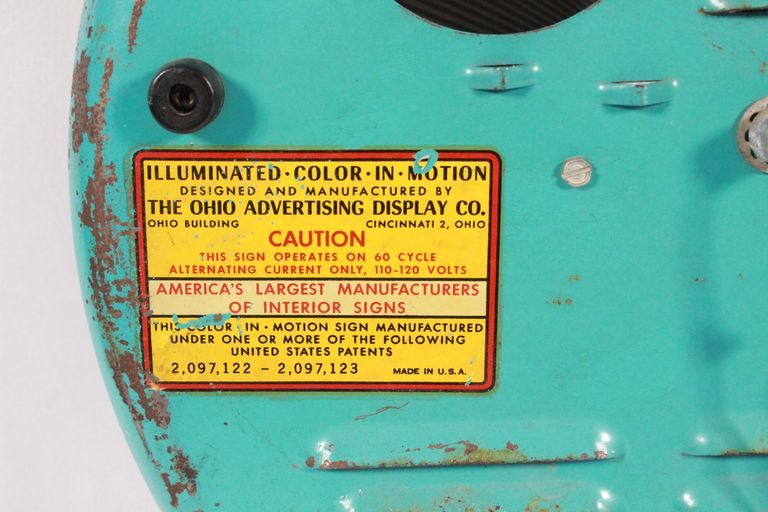 ILLUMINATED · COLOR · IN · MOTION
DESIGNED AND MANUFACTURED BY
THE OHIO ADVERTISING DISPLAY CO.
OHIO BUILDING CINCINNATI 2, OHIO
CAUTION
THIS SIGN OPERATES ON 60 CYCLE
ALTERNATING CURRENT ONLY, 110-120 VOLTS
AMERICA'S LARGEST MANUFACTURERS
OF INTERIOR SIGNS
THIS COLOR · IN · MOTION SIGN MANUFACTURED
UNDER ONE OR MORE OF THE FOLLOWING
UNITED STATES PATENTS
2,097,122 – 2,097,123 MADE IN U.S.A.